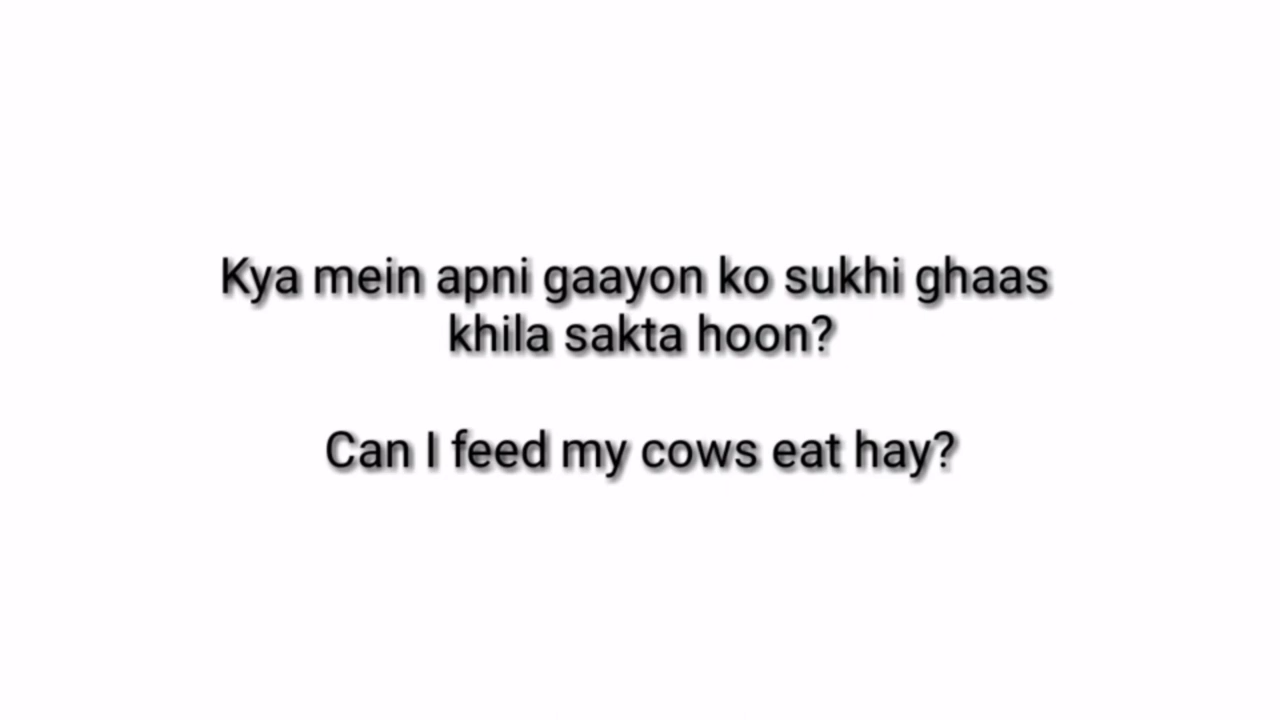 Kya mein apni gaayon ko sukhi ghaas
khila sakta hoon?
Can I feed my cows eat hay?